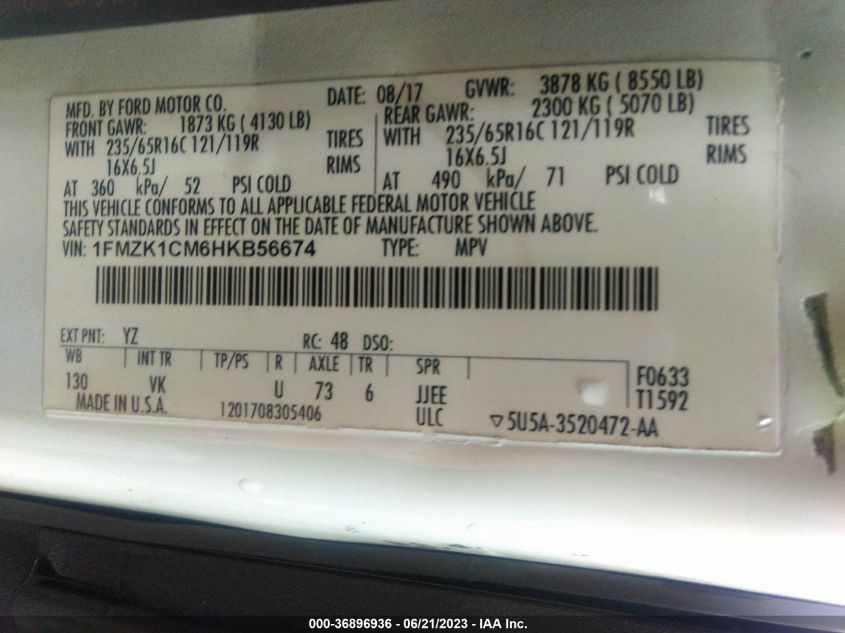 MFD. BY FORD MOTOR CO.
DATE: 08/17 GVWR: 3878 KG ( 8550 LB)
FRONT GAWR: 1873 KG ( 4130 LB)
WITH 235/65R16C 121/119R TIRES
16X6.5J RIMS
AT 360 kPa/ 52 PSI COLD
REAR GAWR: 2300 KG ( 5070 LB)
WITH 235/65R16C 121/119R TIRES
16X6.5J RIMS
AT 490 kPa/ 71 PSI COLD
THIS VEHICLE CONFORMS TO ALL APPLICABLE FEDERAL MOTOR VEHICLE
SAFETY STANDARDS IN EFFECT ON THE DATE OF MANUFACTURE SHOWN ABOVE.
VIN: 1FMZK1CM6HKB56674 TYPE: MPV
EXT PNT: YZ RC: 48 DSO:
WB INT TR TP/PS R AXLE TR SPR
130 VK U 73 6 JJEE
F0633
T1592
MADE IN U.S.A. 1201708305406 ULC ▽5U5A-3520472-AA
000-36896936 - 06/21/2023 - IAA Inc.